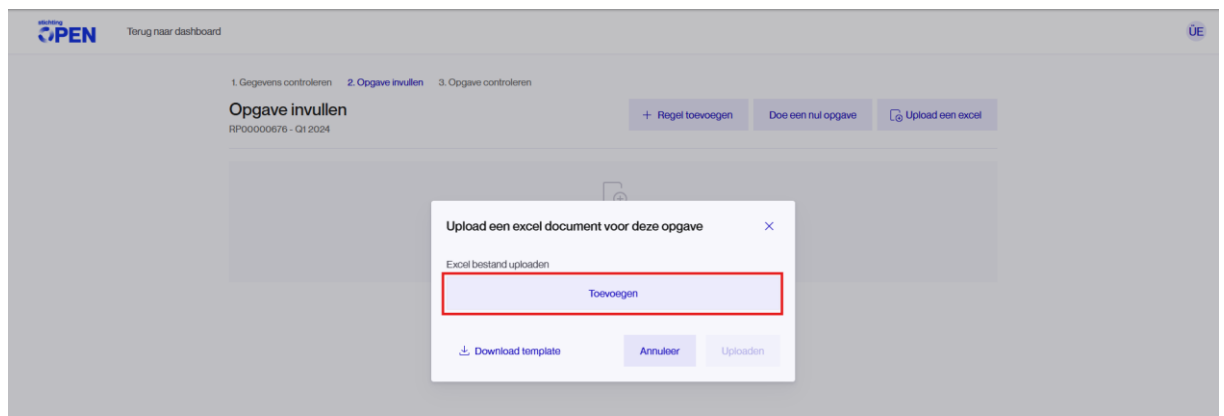 stichting
OPEN
Terug naar dashboard
ÜE
1. Gegevens controleren 2. Opgave invullen 3. Opgave controleren
Opgave invullen
RP00000676 - Q1 2024
+ Regel toevoegen
Doe een nul opgave
Upload een excel
Upload een excel document voor deze opgave
Excel bestand uploaden
Toevoegen
Download template
Annuleer
Uploaden